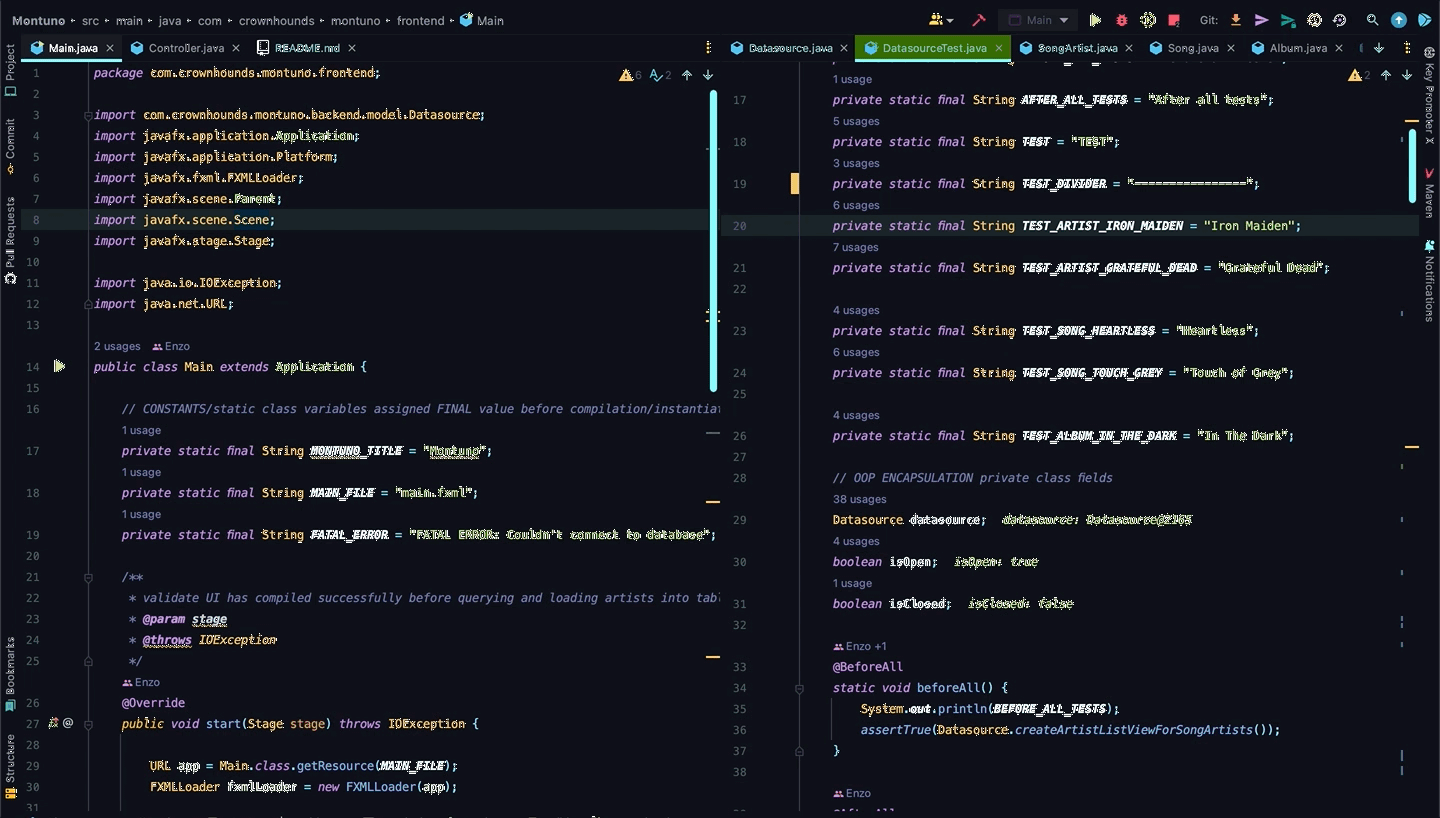 Montuno src main java com crownhounds montuno frontend Main
Main Git:
Main.java Controller.java README.md
Datasource.java DatasourceTest.java SongArtist.java Song.java Album.java
Project
Commit
Pull Requests
Bookmarks
Structure
6 2
1 package com.crownhounds.montuno.frontend;
2
3 import com.crownhounds.montuno.backend.model.Datasource;
4 import javafx.application.Application;
5 import javafx.application.Platform;
6 import javafx.fxml.FXMLLoader;
7 import javafx.scene.Parent;
8 import javafx.scene.Scene;
9 import javafx.stage.Stage;
10
11 import java.io.IOException;
12 import java.net.URL;
13
2 usages Enzo
14 public class Main extends Application {
15
16 // CONSTANTS/static class variables assigned FINAL value before compilation/instantia
1 usage
17 private static final String MONTUNO_TITLE = "Montuno";
1 usage
18 private static final String MAIN_FILE = "main.fxml";
1 usage
19 private static final String FATAL_ERROR = "FATAL ERROR: Couldn't connect to database";
20
21 /**
22 * validate UI has compiled successfully before querying and loading artists into tabl
23 * @param stage
24 * @throws IOException
25 */
Enzo
26 @Override
27 @ public void start(Stage stage) throws IOException {
28
29 URL app = Main.class.getResource(MAIN_FILE);
30 FXMLLoader fxmlLoader = new FXMLLoader(app);
31
2
1 usage
17 private static final String AFTER_ALL_TESTS = "After all tests";
5 usages
18 private static final String TEST = "TEST";
3 usages
19 private static final String TEST_DIVIDER = "================";
6 usages
20 private static final String TEST_ARTIST_IRON_MAIDEN = "Iron Maiden";
7 usages
21 private static final String TEST_ARTIST_GRATEFUL_DEAD = "Grateful Dead";
22
4 usages
23 private static final String TEST_SONG_HEARTLESS = "Heartless";
6 usages
24 private static final String TEST_SONG_TOUCH_GREY = "Touch of Grey";
25
4 usages
26 private static final String TEST_ALBUM_IN_THE_DARK = "In The Dark";
27
28 // OOP ENCAPSULATION private class fields
38 usages
29 Datasource datasource; datasource:
4 usages
30 boolean isOpen; isOpen: true
1 usage
31 boolean isClosed; isClosed: false
32
Enzo +1
33 @BeforeAll
34 static void beforeAll() {
35 System.out.println(BEFORE_ALL_TESTS);
36 assertTrue(Datasource.createArtistListViewForSongArtists());
37 }
38
Enzo
Key Promoter X
Maven
Notifications